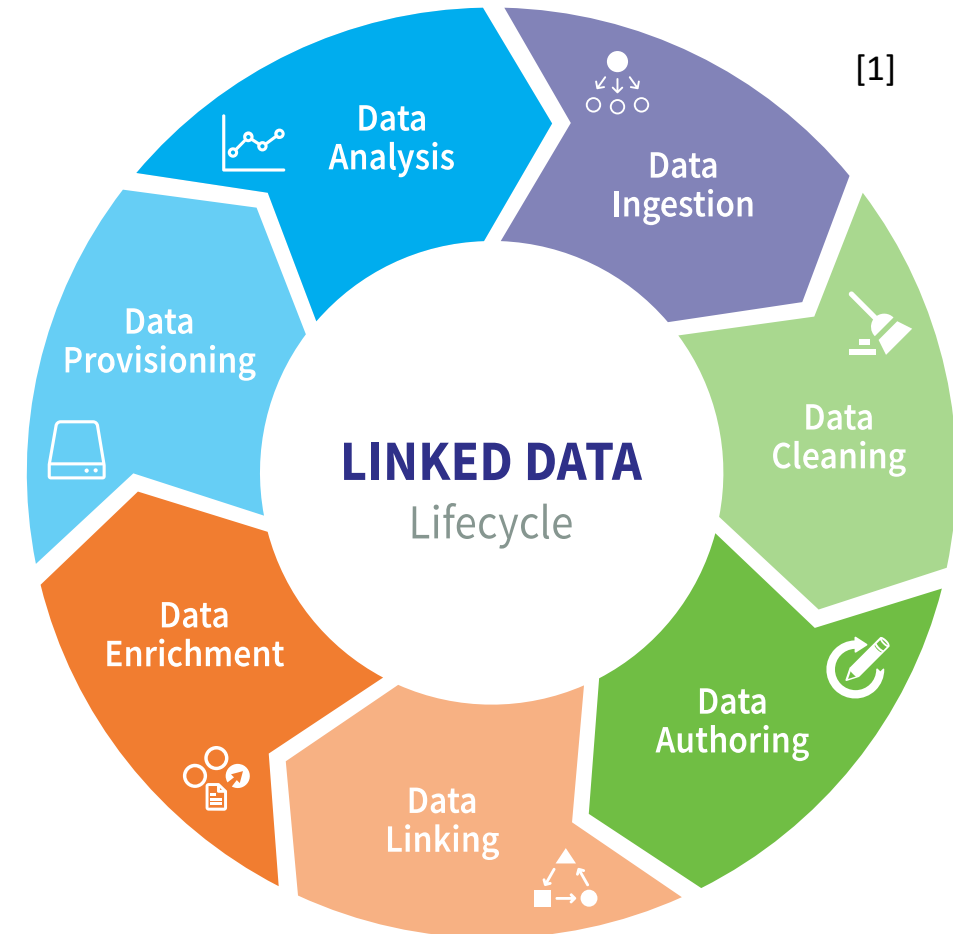 [1]
Data
Analysis
Data
Ingestion
Data
Cleaning
Data
Authoring
Data
Linking
Data
Enrichment
Data
Provisioning
LINKED DATA
Lifecycle